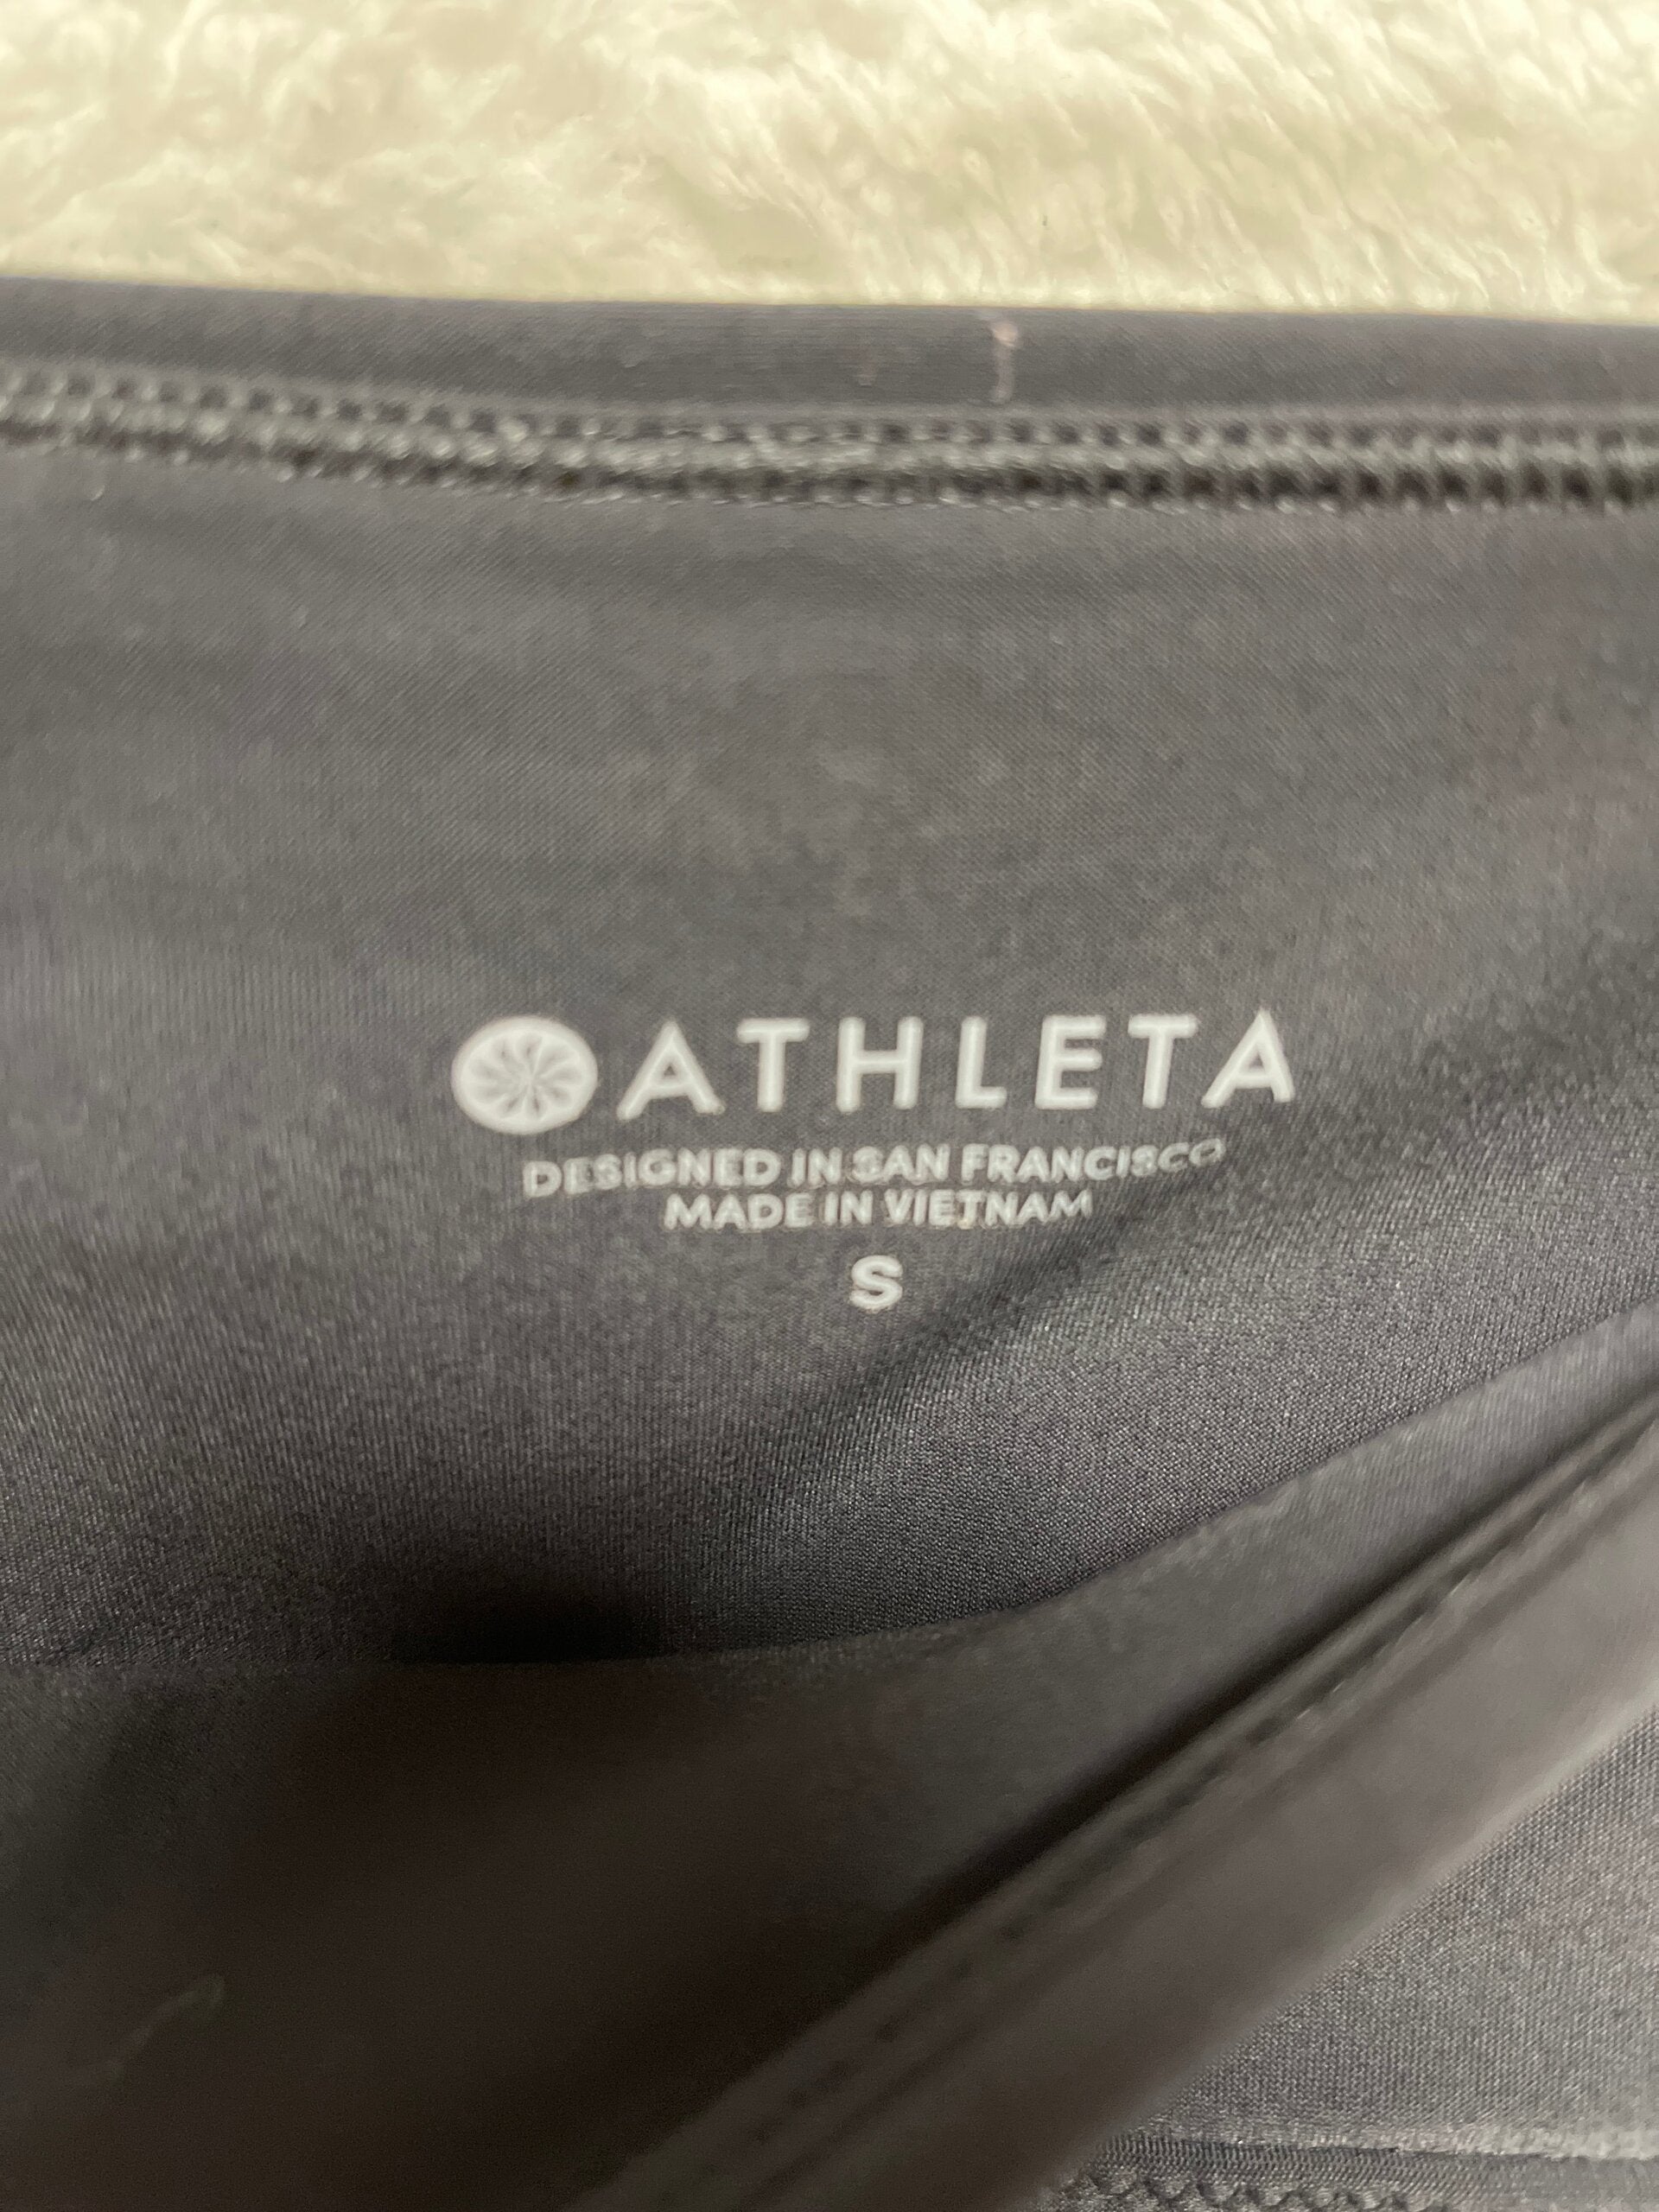 ATHLETA
DESIGNED IN SAN FRANCISCO
MADE IN VIETNAM
S